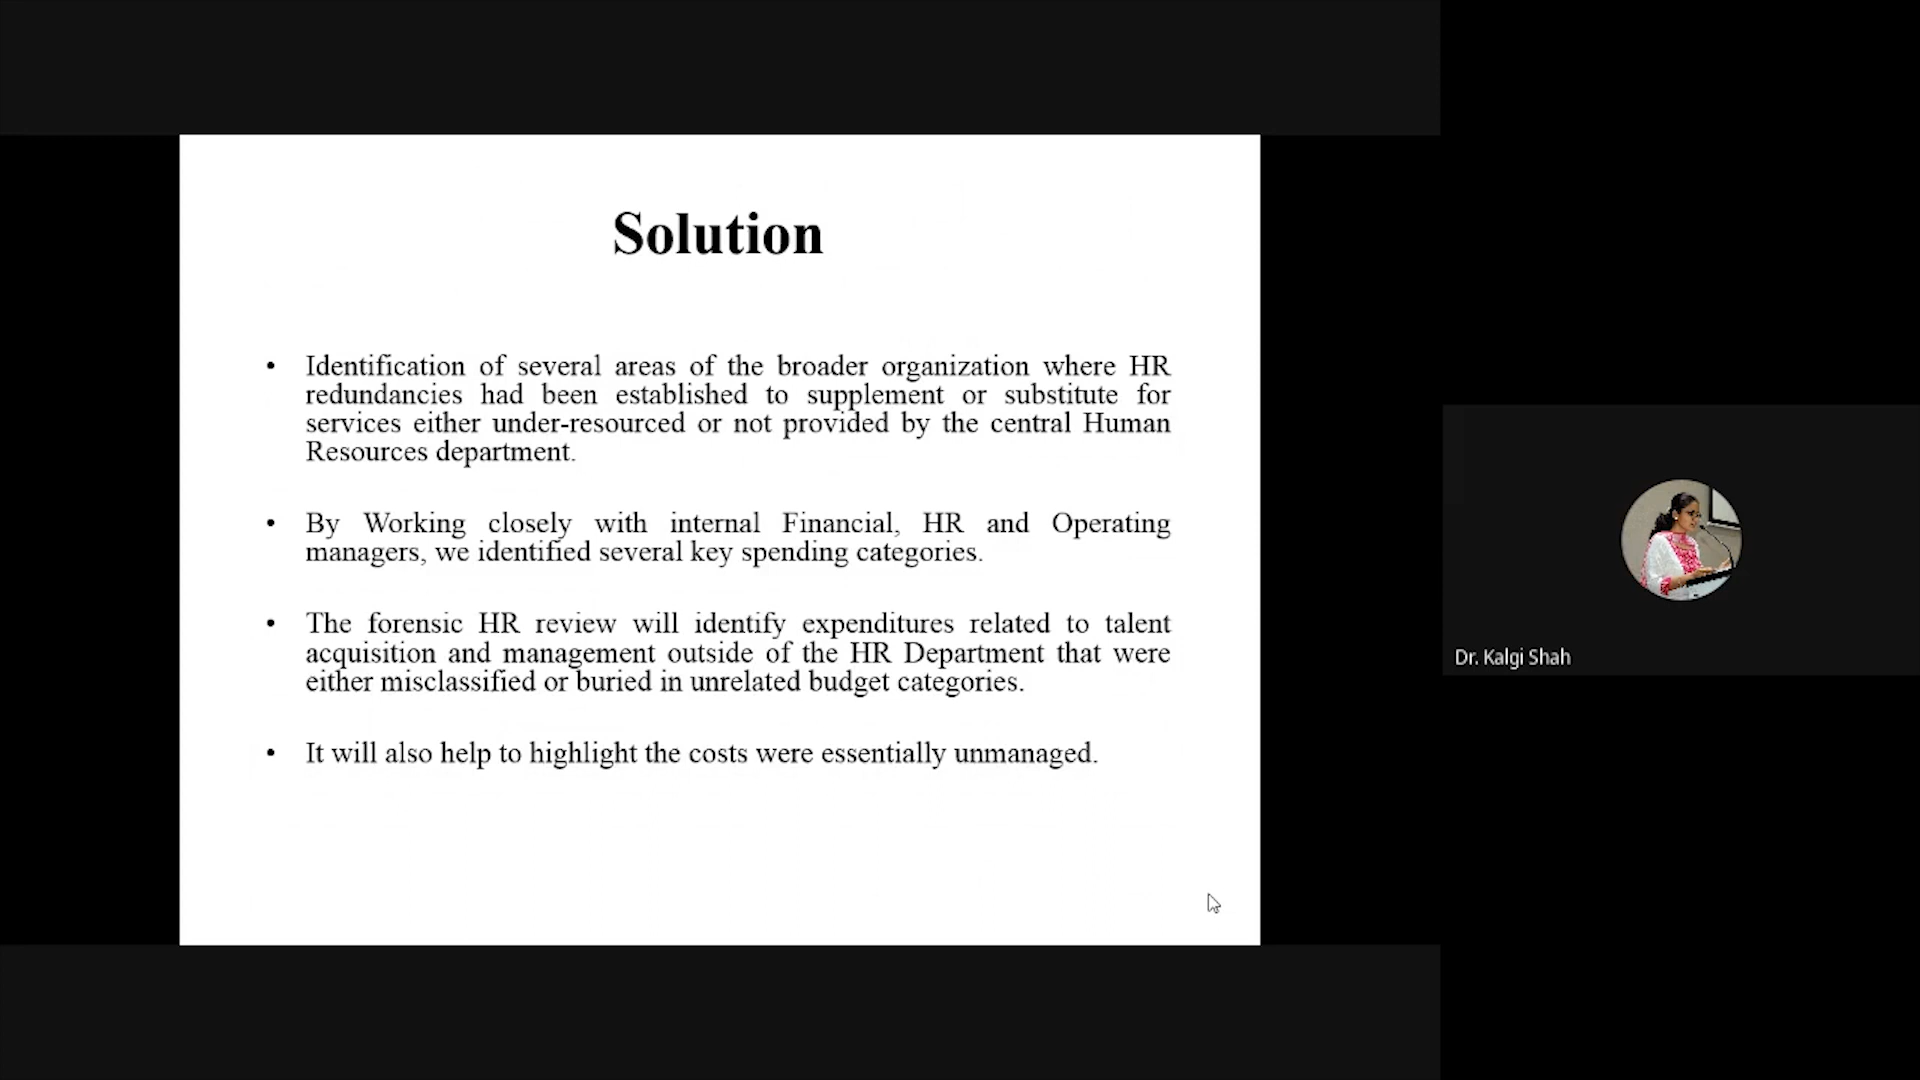 Solution
• Identification of several areas of the broader organization where HR
redundancies had been established to supplement or substitute for
services either under-resourced or not provided by the central Human
Resources department.
• By Working closely with internal Financial, HR and Operating
managers, we identified several key spending categories.
• The forensic HR review will identify expenditures related to talent
acquisition and management outside of the HR Department that were
either misclassified or buried in unrelated budget categories.
• It will also help to highlight the costs were essentially unmanaged.
Dr. Kalgi Shah